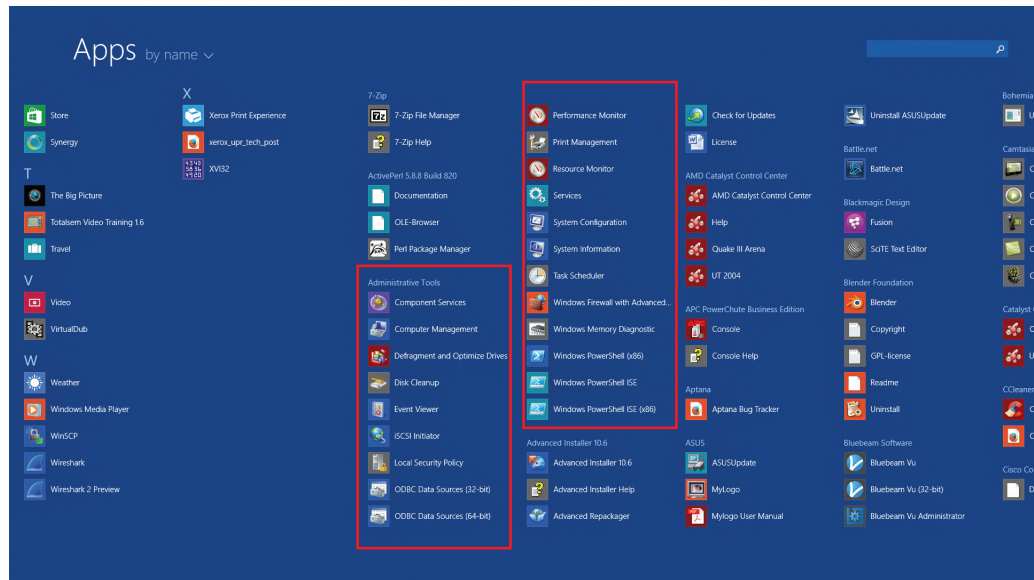 Apps by name
Store
Synergy
T
The Big Picture
Totalsem Video Training 1.6
Travel
V
Video
VirtualDub
W
Weather
Windows Media Player
WinSCP
Wireshark
Wireshark 2 Preview
X
Xerox Print Experience
xerox_upr_tech_post
XVI32
7-Zip
7-Zip File Manager
7-Zip Help
ActivePerl 5.8.8 Build 820
Documentation
OLE-Browser
Perl Package Manager
Administrative Tools
Component Services
Computer Management
Defragment and Optimize Drives
Disk Cleanup
Event Viewer
iSCSI Initiator
Local Security Policy
ODBC Data Sources (32-bit)
ODBC Data Sources (64-bit)
Performance Monitor
Print Management
Resource Monitor
Services
System Configuration
System Information
Task Scheduler
Windows Firewall with Advanced...
Windows Memory Diagnostic
Windows PowerShell (x86)
Windows PowerShell ISE
Windows PowerShell ISE (x86)
Advanced Installer 10.6
Advanced Installer 10.6
Advanced Installer Help
Advanced Repackager
Check for Updates
License
AMD Catalyst Control Center
AMD Catalyst Control Center
Help
Quake III Arena
UT 2004
APC PowerChute Business Edition
Console
Console Help
Aptana
Aptana Bug Tracker
ASUS
ASUSUpdate
MyLogo
Mylogo User Manual
Uninstall ASUSUpdate
Battle.net
Battle.net
Blackmagic Design
Fusion
SciTE Text Editor
Blender Foundation
Blender
Copyright
GPL-license
Readme
Uninstall
Bluebeam Software
Bluebeam Vu
Bluebeam Vu (32-bit)
Bluebeam Vu Administrator
Bohemia
Camtasia
Catalyst
CCleaner
Cisco Co